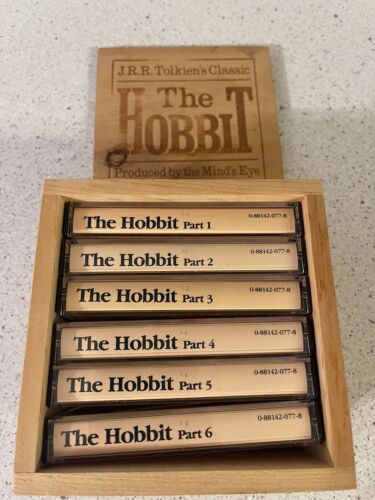 J.R.R. Tolkien's Classic
The
HOBBIT
Produced by the Mind's Eye
The Hobbit Part 1 0-88142-077-8
The Hobbit Part 2 0-88142-077-8
The Hobbit Part 3 0-88142-077-8
The Hobbit Part 4 0-88142-077-8
The Hobbit Part 5 0-88142-077-8
The Hobbit Part 6 0-88142-077-8